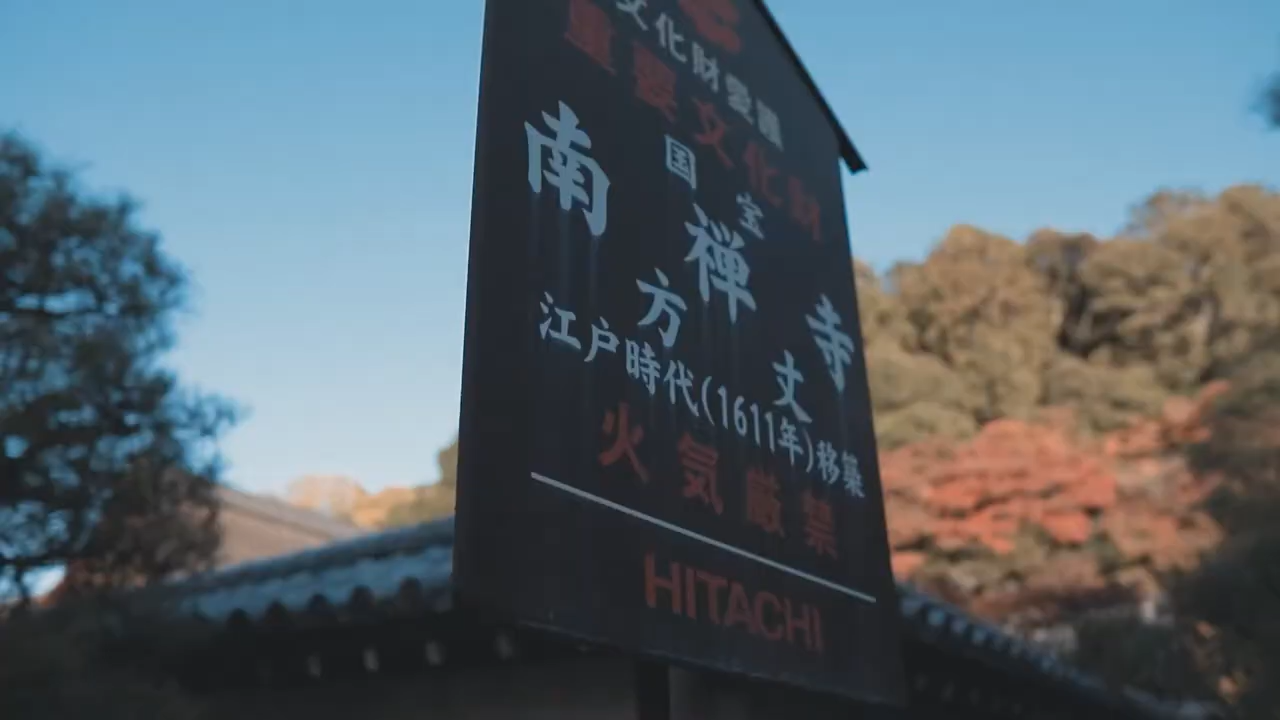 文化財愛護
重要文化財
国宝
南禅寺
方丈
江戸時代(1611年)移築
火気厳禁
HITACHI